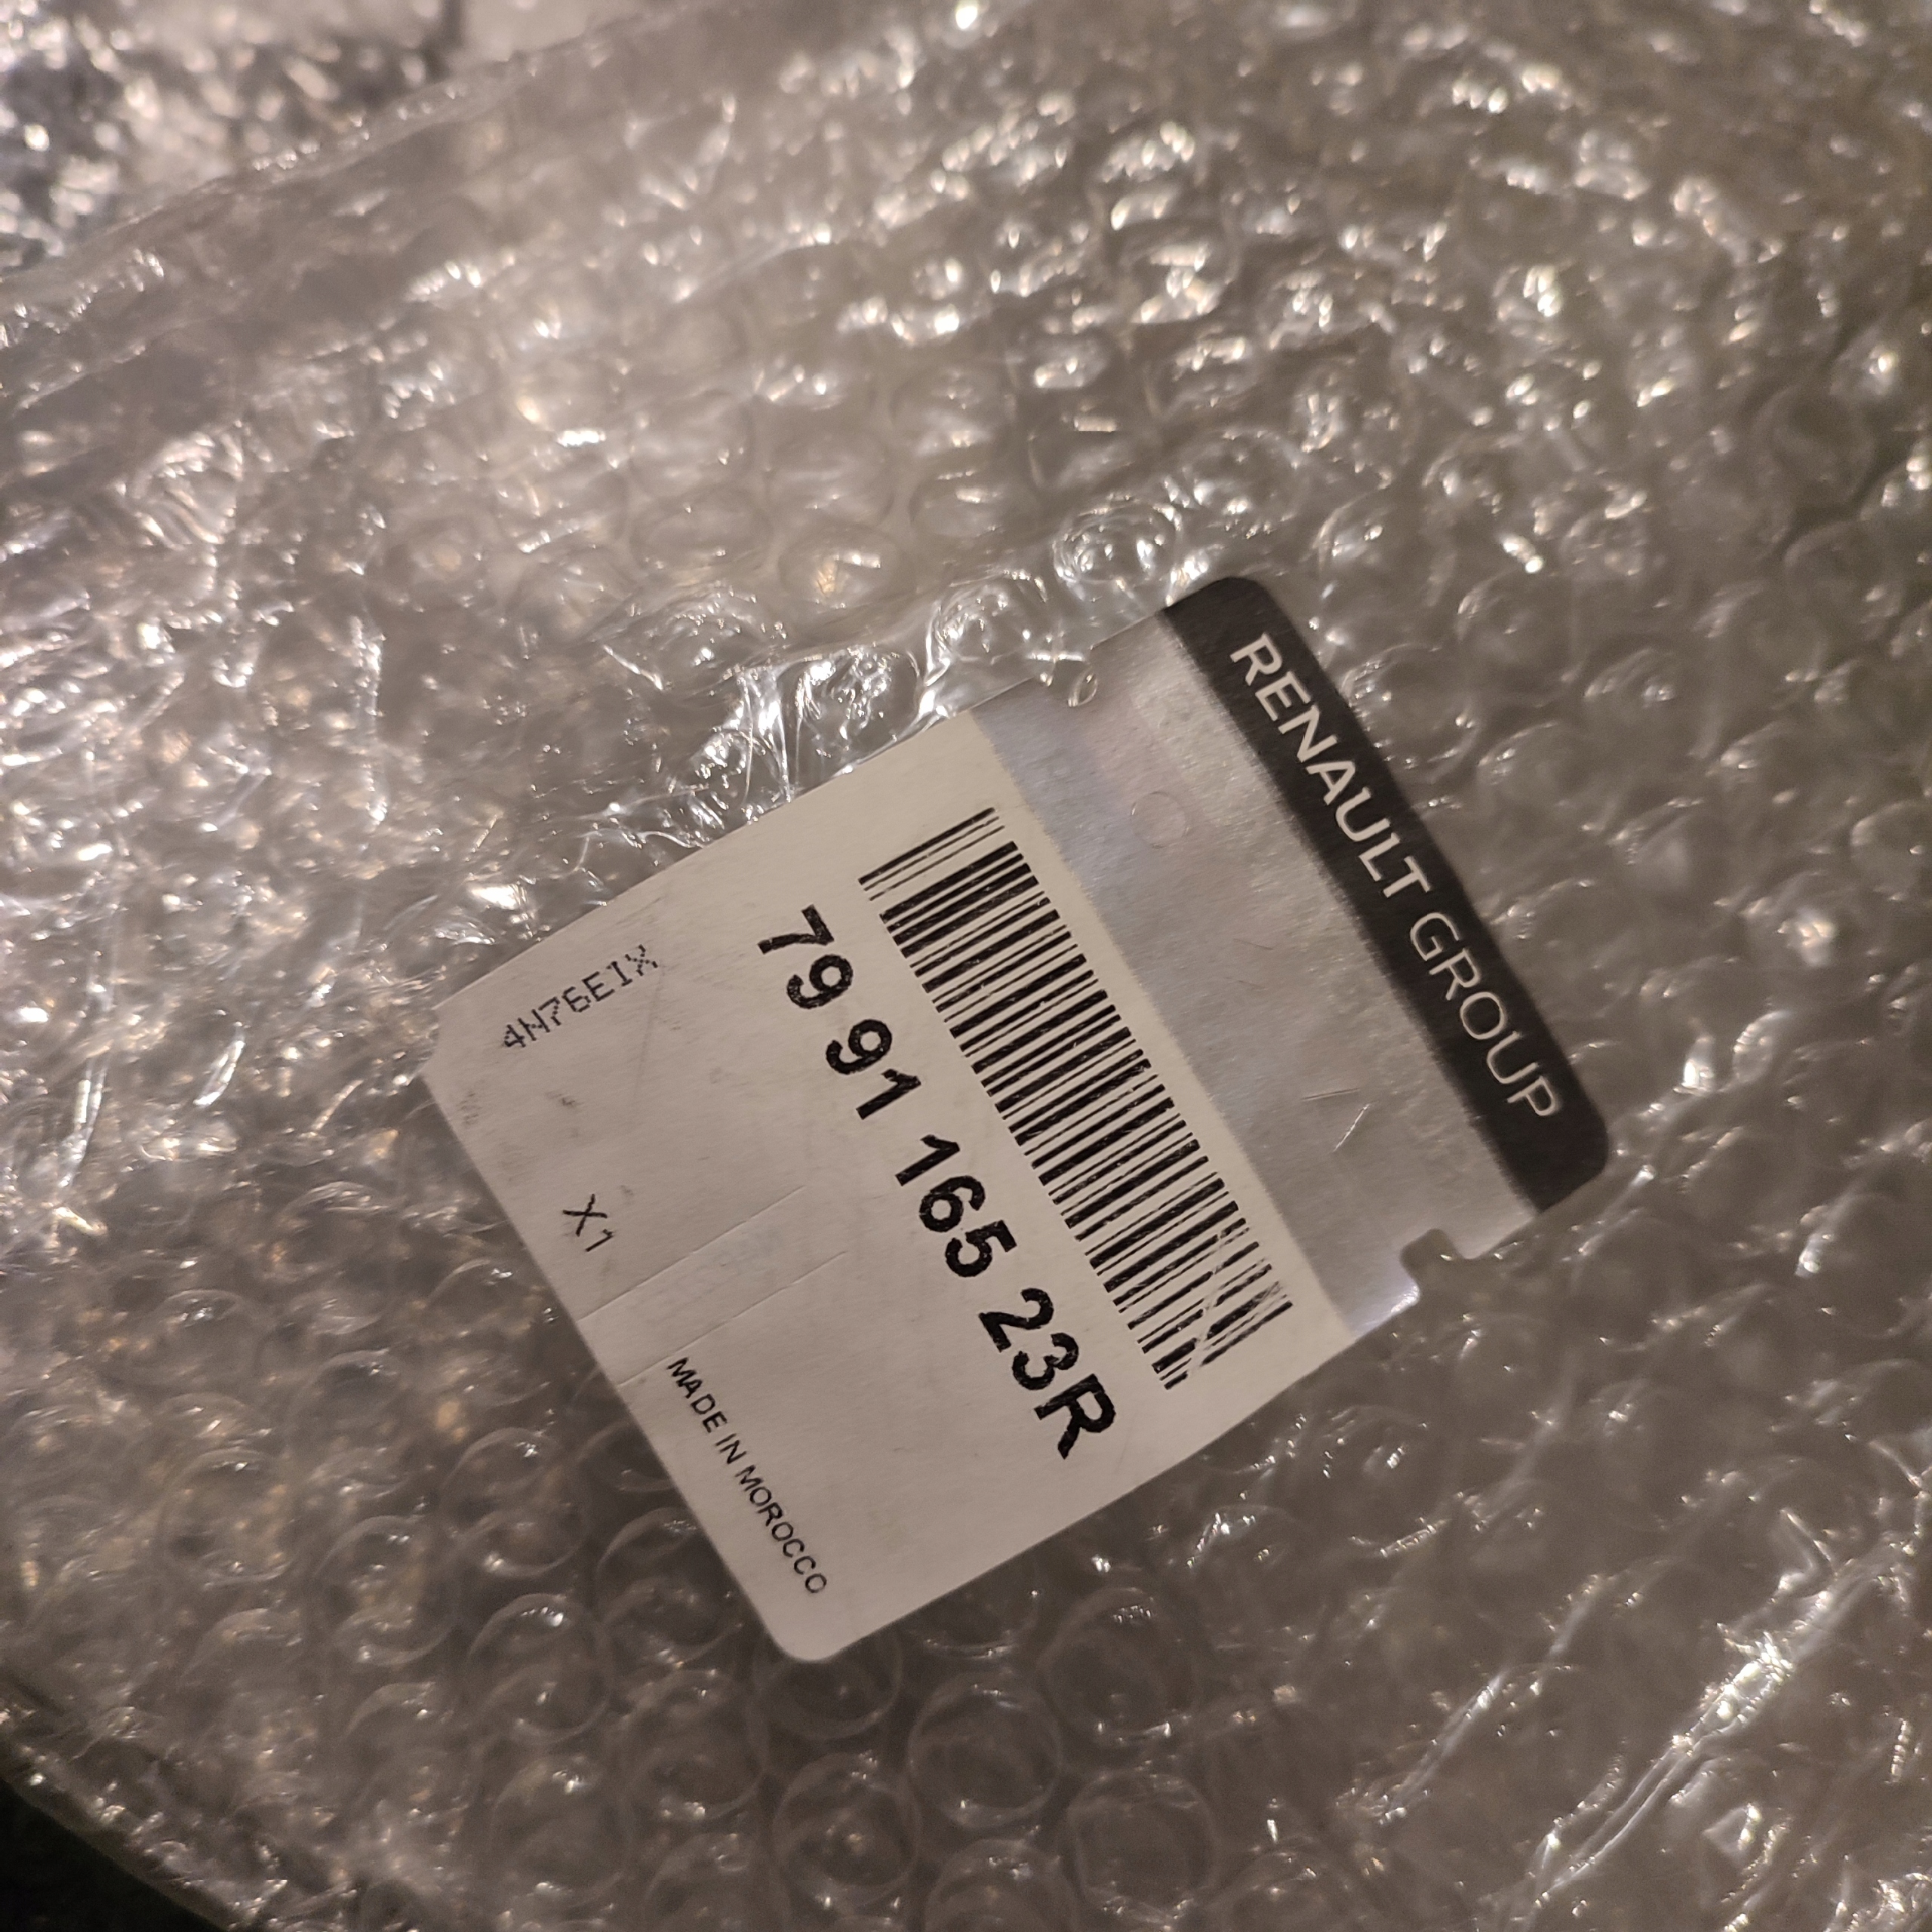 RENAULT GROUP
79 91 165 23R
4N76EIX
X1
MADE IN MOROCCO